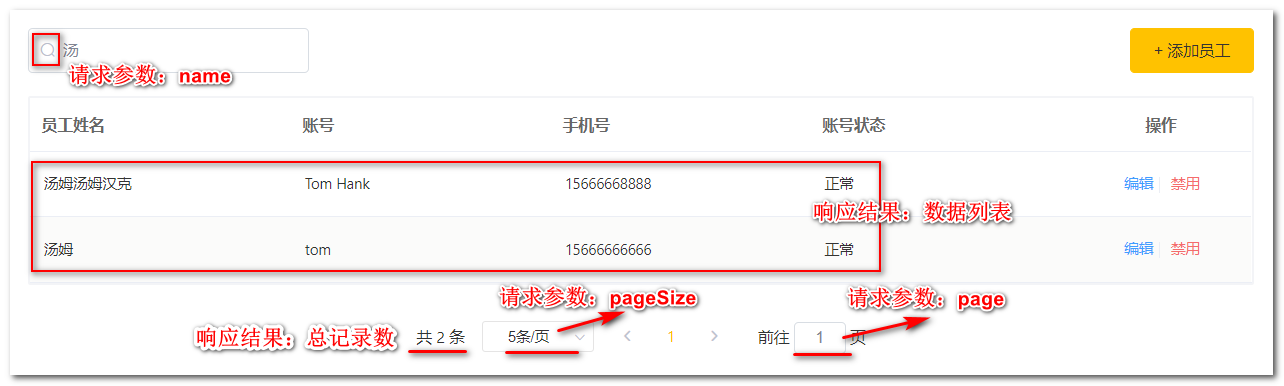 汤
+ 添加员工
请求参数：name
员工姓名 账号 手机号 账号状态 操作
汤姆汤姆汉克 Tom Hank 15666668888 正常 编辑 禁用
响应结果：数据列表
汤姆 tom 15666666666 正常 编辑 禁用
请求参数：pageSize 请求参数：page
响应结果：总记录数 共 2 条 5条/页 1 前往 1 页